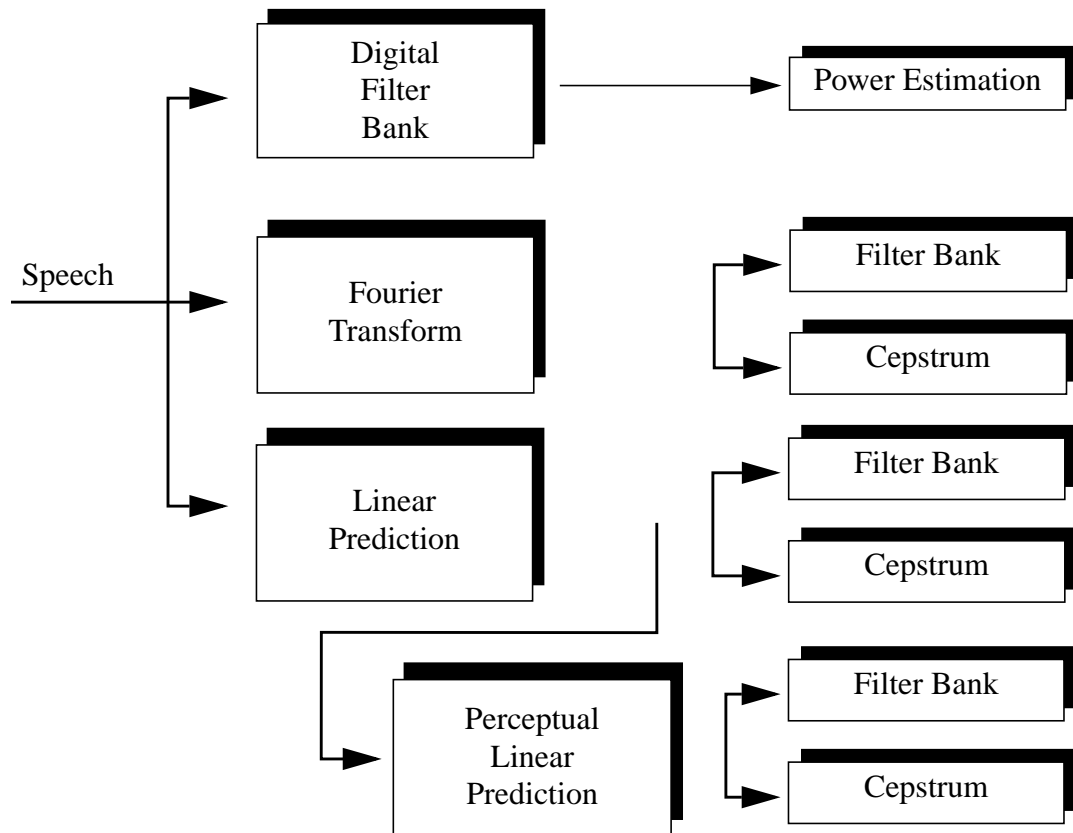 Digital
Filter
Bank
Power Estimation
Speech
Fourier
Transform
Filter Bank
Cepstrum
Linear
Prediction
Filter Bank
Cepstrum
Perceptual
Linear
Prediction
Filter Bank
Cepstrum